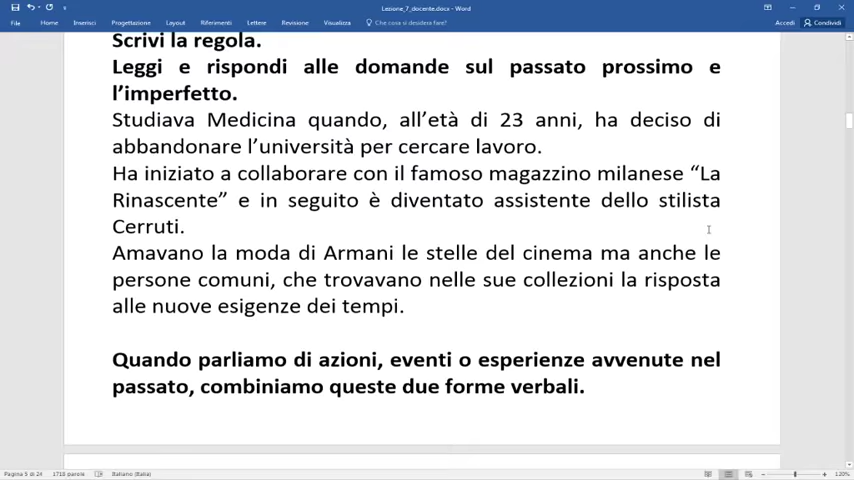 Lezione_7_docente.docx - Word
File Home Inserisci Progettazione Layout Riferimenti Lettere Revisione Visualizza Che cosa si desidera fare? Accedi Condividi
Scrivi la regola.
Leggi e rispondi alle domande sul passato prossimo e
l’imperfetto.
Studiava Medicina quando, all’età di 23 anni, ha deciso di
abbandonare l’università per cercare lavoro.
Ha iniziato a collaborare con il famoso magazzino milanese “La
Rinascente” e in seguito è diventato assistente dello stilista
Cerruti.
Amavano la moda di Armani le stelle del cinema ma anche le
persone comuni, che trovavano nelle sue collezioni la risposta
alle nuove esigenze dei tempi.
Quando parliamo di azioni, eventi o esperienze avvenute nel
passato, combiniamo queste due forme verbali.
Pagina 5 di 24 1716 parole Italiano (Italia) 120%